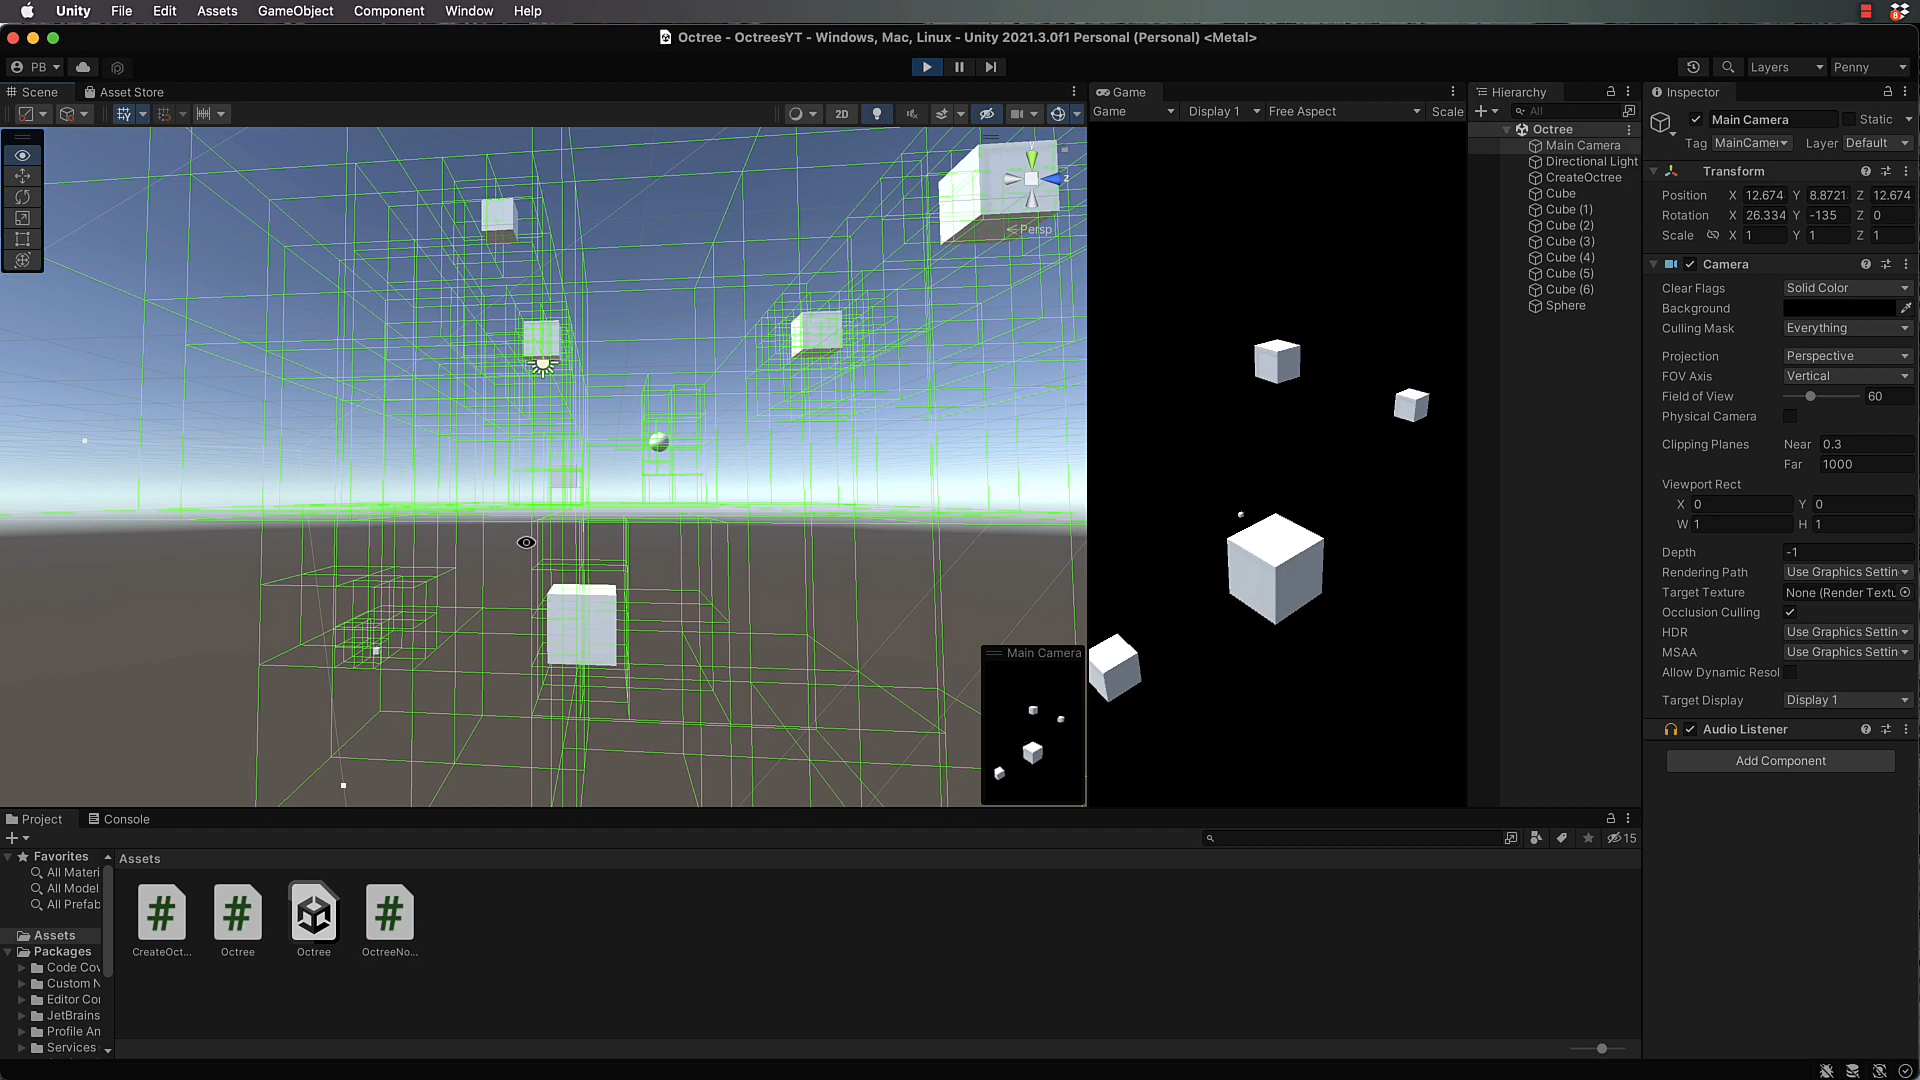 Unity File Edit Assets GameObject Component Window Help
8
Octree - OctreesYT - Windows, Mac, Linux - Unity 2021.3.0f1 Personal (Personal) <Metal>
PB
Layers Penny
Scene Asset Store
2D
y
z
Persp
Main Camera
Game
Game Display 1 Free Aspect Scale
Hierarchy
All
Octree
Main Camera
Directional Light
CreateOctree
Cube
Cube (1)
Cube (2)
Cube (3)
Cube (4)
Cube (5)
Cube (6)
Sphere
Inspector
Main Camera Static
Tag MainCamer Layer Default
Transform
Position X 12.674 Y 8.8721 Z 12.674
Rotation X 26.334 Y -135 Z 0
Scale X 1 Y 1 Z 1
Camera
Clear Flags Solid Color
Background
Culling Mask Everything
Projection Perspective
FOV Axis Vertical
Field of View 60
Physical Camera
Clipping Planes Near 0.3
Far 1000
Viewport Rect
X 0 Y 0
W 1 H 1
Depth -1
Rendering Path Use Graphics Settin
Target Texture None (Render Textu
Occlusion Culling
HDR Use Graphics Settin
MSAA Use Graphics Settin
Allow Dynamic Resol
Target Display Display 1
Audio Listener
Add Component
Project Console
15
Favorites
All Materi
All Model
All Prefab
Assets
Packages
Code Cov
Custom N
Editor Cor
JetBrains
Profile An
Services
Assets
CreateOct... Octree Octree OctreeNo...